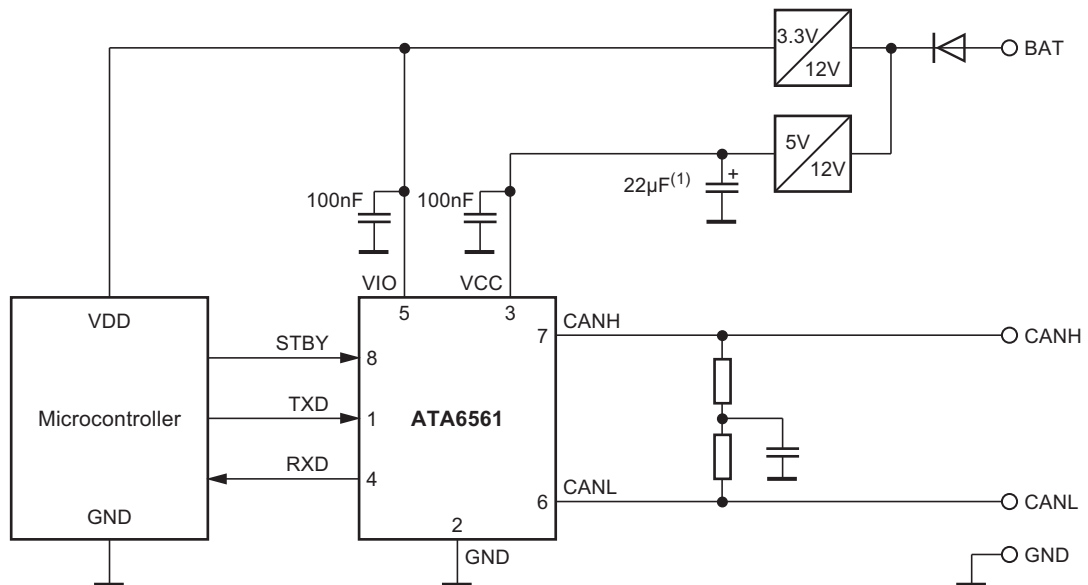 3.3V
12V
BAT
5V
12V
22µF(1)
+
100nF
100nF
VIO
VCC
5
3
VDD
CANH
7
CANH
STBY
8
Microcontroller
TXD
1
ATA6561
RXD
4
CANL
6
CANL
GND
2
GND
GND